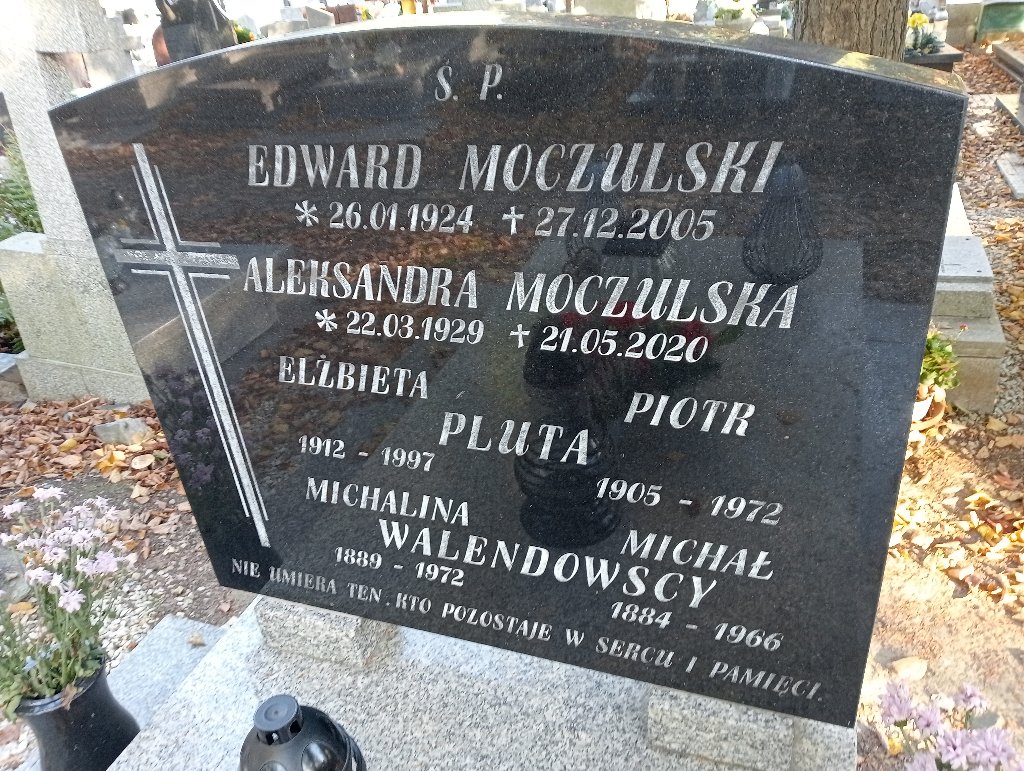 Ś. P.
EDWARD MOCZULSKI
* 26.01.1924 ✝ 27.12.2005
ALEKSANDRA MOCZULSKA
* 22.03.1929 ✝ 21.05.2020
ELŻBIETA PIOTR
PLUTA
1912 - 1997 1905 - 1972
MICHALINA MICHAŁ
WALENDOWSCY
1889 - 1972 1884 - 1966
NIE UMIERA TEN, KTO POZOSTAJE W SERCU I PAMIĘCI.